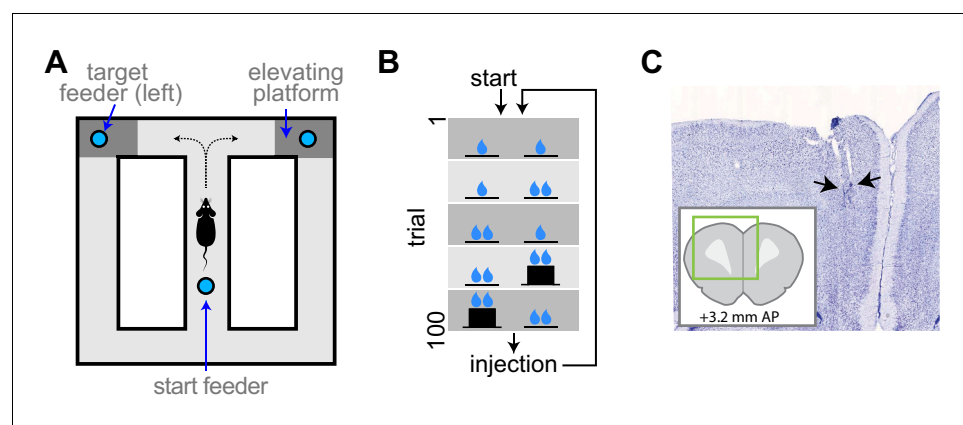 A
target
feeder (left)
elevating
platform
start feeder
B
start
1
trial
100
injection
C
+3.2 mm AP